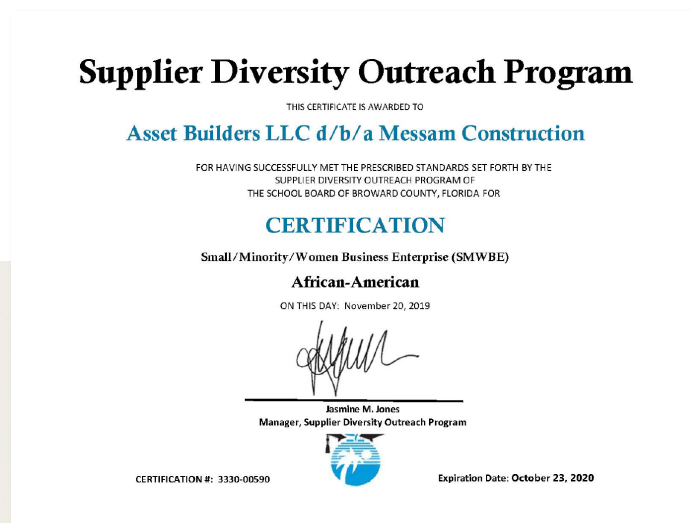 Supplier Diversity Outreach Program
THIS CERTIFICATE IS AWARDED TO
Asset Builders LLC d/b/a Messam Construction
FOR HAVING SUCCESSFULLY MET THE PRESCRIBED STANDARDS SET FORTH BY THE
SUPPLIER DIVERSITY OUTREACH PROGRAM OF
THE SCHOOL BOARD OF BROWARD COUNTY, FLORIDA FOR
CERTIFICATION
Small/Minority/Women Business Enterprise (SMWBE)
African-American
ON THIS DAY: November 20, 2019
Jasmine M. Jones
Manager, Supplier Diversity Outreach Program
CERTIFICATION #: 3330-00590
Expiration Date: October 23, 2020